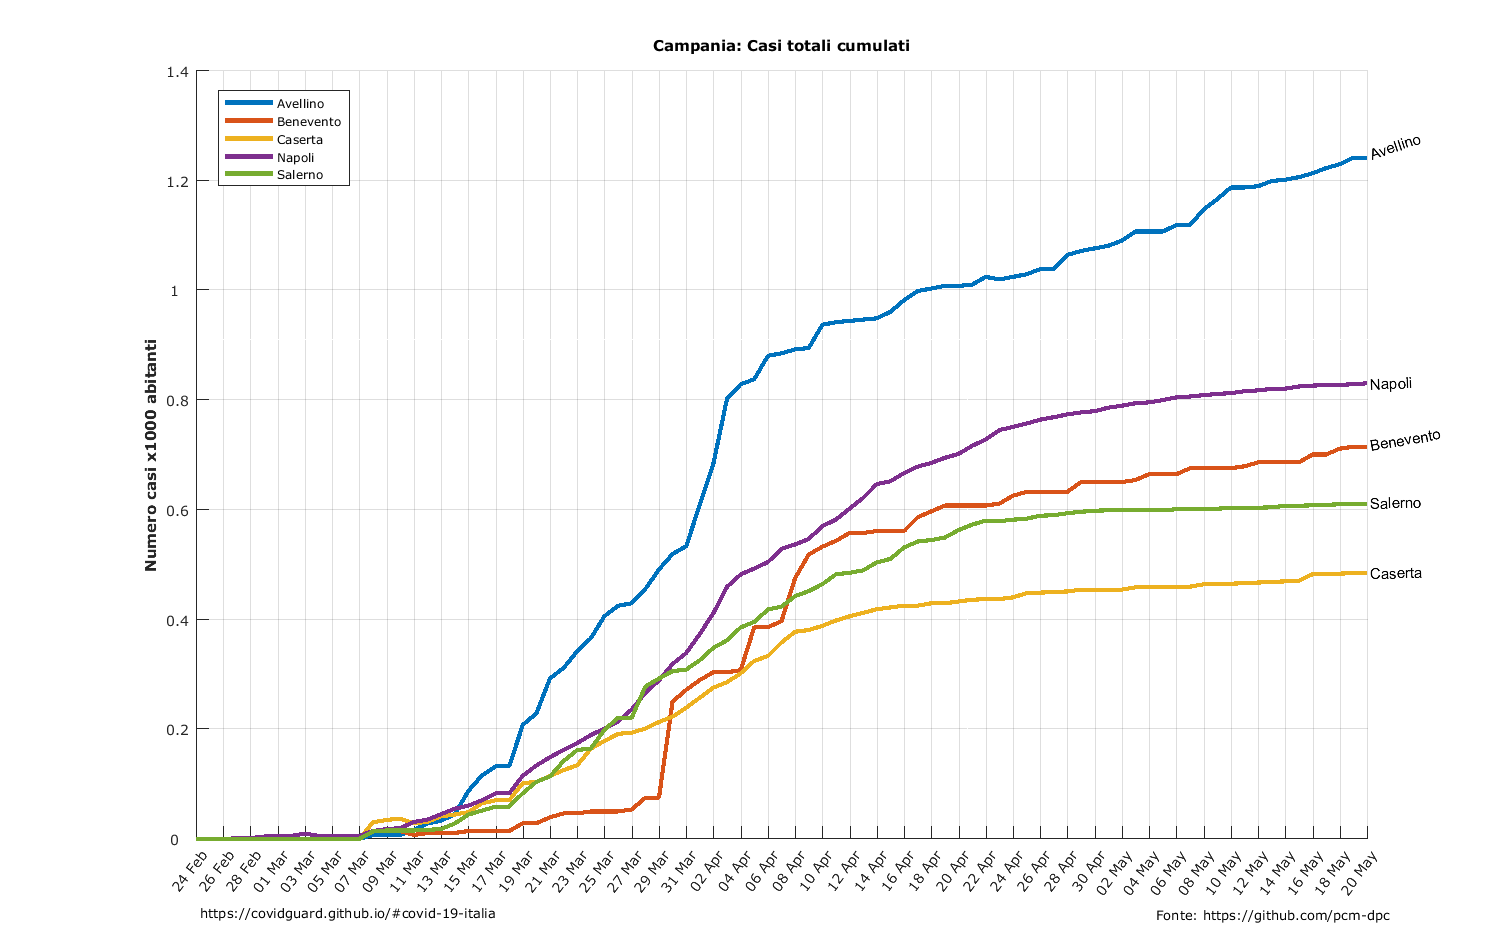 Campania: Casi totali cumulati
1.4
1.2
1
0.8
0.6
0.4
0.2
0
Numero casi x1000 abitanti
Avellino
Benevento
Caserta
Napoli
Salerno
Avellino
Napoli
Benevento
Salerno
Caserta
24 Feb
26 Feb
28 Feb
01 Mar
03 Mar
05 Mar
07 Mar
09 Mar
11 Mar
13 Mar
15 Mar
17 Mar
19 Mar
21 Mar
23 Mar
25 Mar
27 Mar
29 Mar
31 Mar
02 Apr
04 Apr
06 Apr
08 Apr
10 Apr
12 Apr
14 Apr
16 Apr
18 Apr
20 Apr
22 Apr
24 Apr
26 Apr
28 Apr
30 Apr
02 May
04 May
06 May
08 May
10 May
12 May
14 May
16 May
18 May
20 May
https://covidguard.github.io/#covid-19-italia
Fonte: https://github.com/pcm-dpc